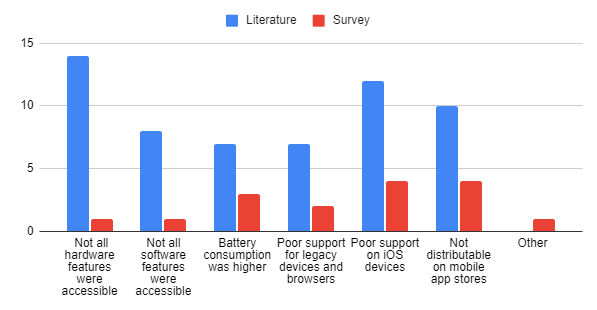 Literature Survey
15
10
5
0
Not all
hardware
features
were
accessible
Not all
software
features
were
accessible
Battery
consumption
was higher
Poor support
for legacy
devices and
browsers
Poor support
on iOS
devices
Not
distributable
on mobile
app stores
Other